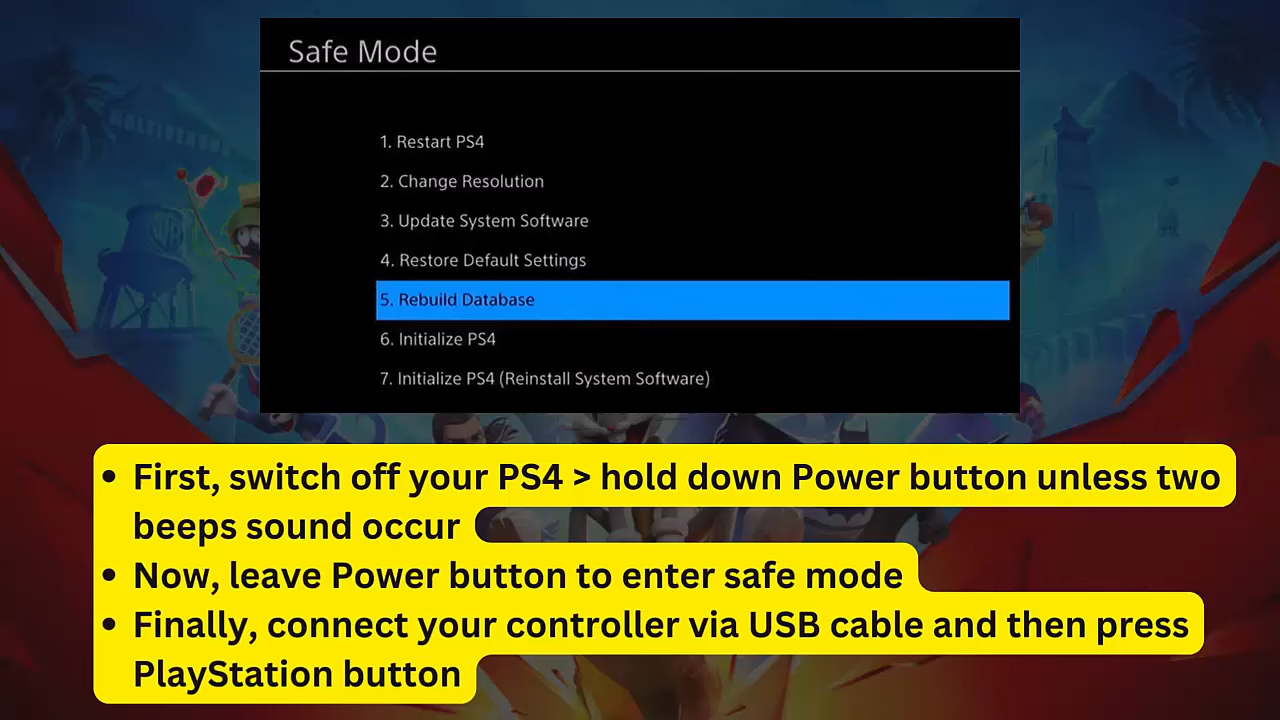 Safe Mode
1. Restart PS4
2. Change Resolution
3. Update System Software
4. Restore Default Settings
5. Rebuild Database
6. Initialize PS4
7. Initialize PS4 (Reinstall System Software)
• First, switch off your PS4 > hold down Power button unless two
beeps sound occur
• Now, leave Power button to enter safe mode
• Finally, connect your controller via USB cable and then press
PlayStation button